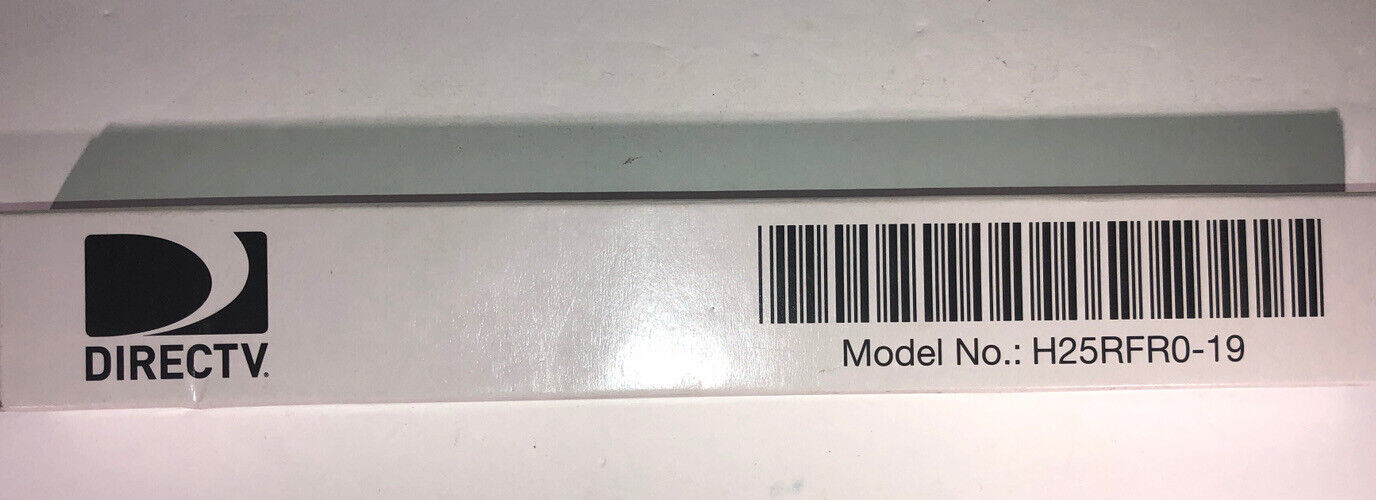 DIRECTV
Model No.: H25RFR0-19